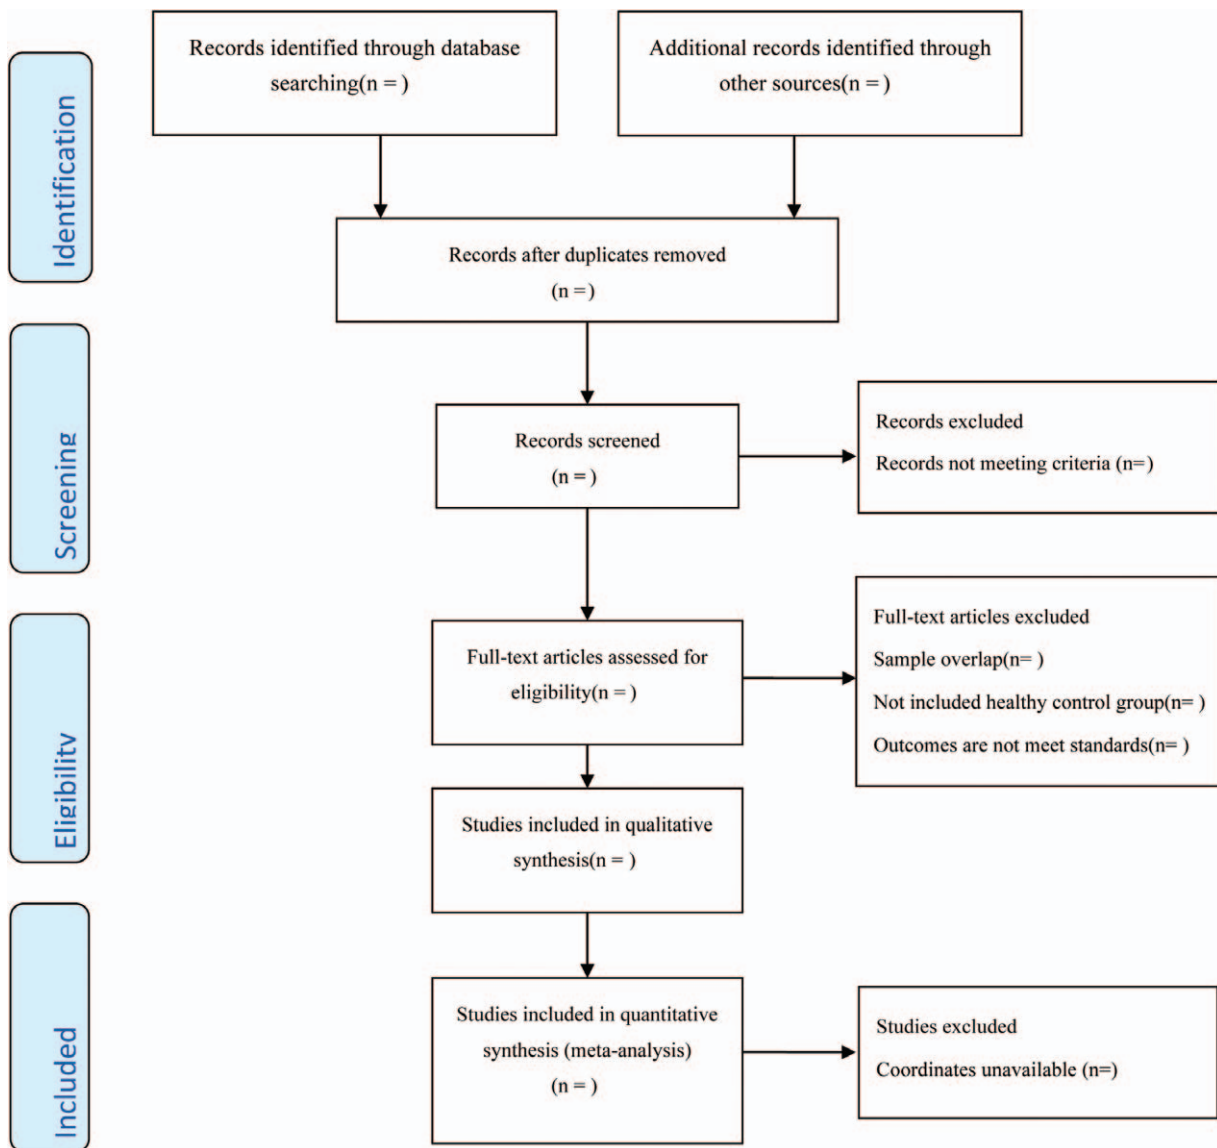 Identification
Records identified through database
searching(n = )
Additional records identified through
other sources(n = )
Records after duplicates removed
(n =)
Screening
Records screened
(n = )
Records excluded
Records not meeting criteria (n=)
Eligibility
Full-text articles assessed for
eligibility(n = )
Full-text articles excluded
Sample overlap(n= )
Not included healthy control group(n= )
Outcomes are not meet standards(n= )
Studies included in qualitative
synthesis(n = )
Included
Studies included in quantitative
synthesis (meta-analysis)
(n = )
Studies excluded
Coordinates unavailable (n=)